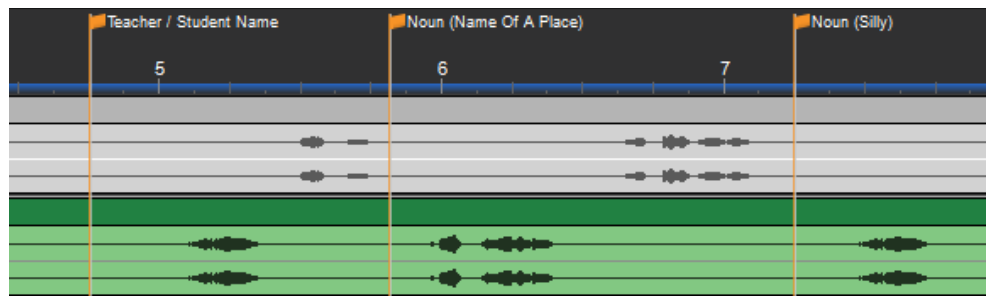 Teacher / Student Name
Noun (Name Of A Place)
Noun (Silly)
5
6
7